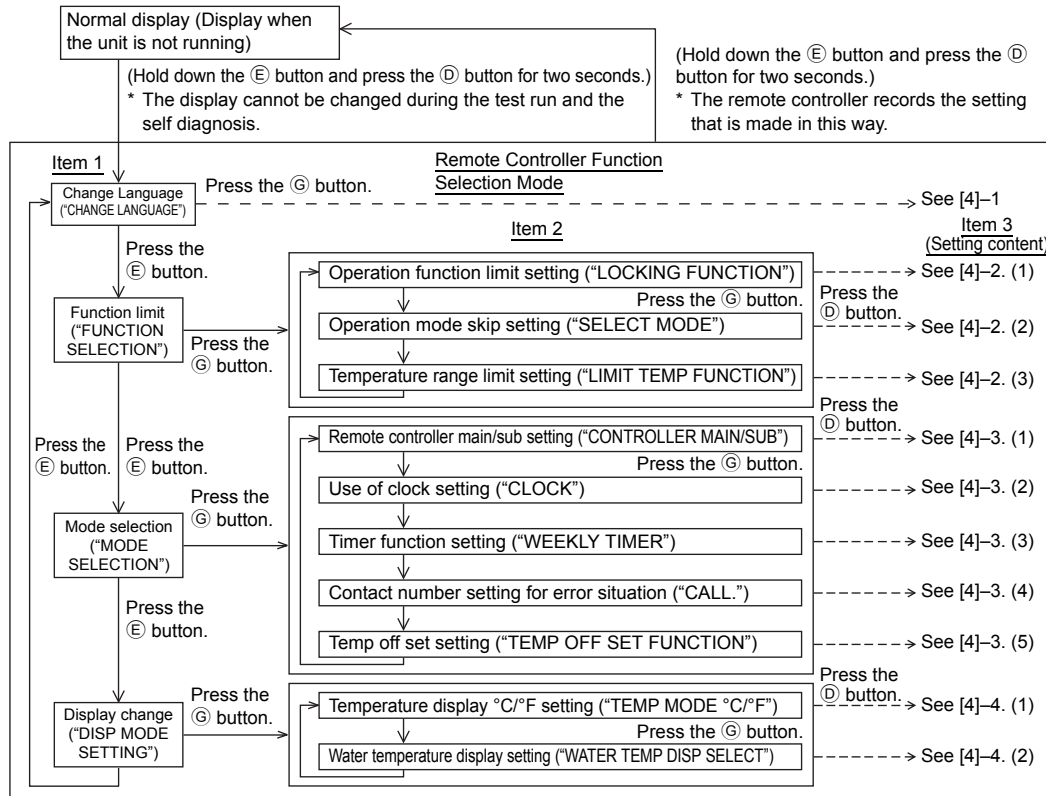 Normal display (Display when
the unit is not running)
(Hold down the Ⓔ button and press the Ⓓ button for two seconds.)
* The display cannot be changed during the test run and the
self diagnosis.
(Hold down the Ⓔ button and press the Ⓓ
button for two seconds.)
* The remote controller records the setting
that is made in this way.
Item 1
Remote Controller Function
Selection Mode
Change Language
("CHANGE LANGUAGE")
Press the Ⓖ button.
See [4]–1
Item 2
Item 3
(Setting content)
Press the
Ⓔ button.
Operation function limit setting ("LOCKING FUNCTION")
See [4]–2. (1)
Press the Ⓖ button.
Press the
Ⓓ button.
Function limit
("FUNCTION
SELECTION")
Press the
Ⓖ button.
Operation mode skip setting ("SELECT MODE")
See [4]–2. (2)
Temperature range limit setting ("LIMIT TEMP FUNCTION")
See [4]–2. (3)
Press the
Ⓓ button.
Press the
Ⓔ button.
Press the
Ⓔ button.
Remote controller main/sub setting ("CONTROLLER MAIN/SUB")
See [4]–3. (1)
Press the Ⓖ button.
Use of clock setting ("CLOCK")
See [4]–3. (2)
Press the
Ⓖ button.
Mode selection
("MODE
SELECTION")
Timer function setting ("WEEKLY TIMER")
See [4]–3. (3)
Contact number setting for error situation ("CALL.")
See [4]–3. (4)
Press the
Ⓔ button.
Temp off set setting ("TEMP OFF SET FUNCTION")
See [4]–3. (5)
Press the
Ⓓ button.
Press the
Ⓖ button.
Display change
("DISP MODE
SETTING")
Temperature display °C/°F setting ("TEMP MODE °C/°F")
See [4]–4. (1)
Press the Ⓖ button.
Water temperature display setting ("WATER TEMP DISP SELECT")
See [4]–4. (2)